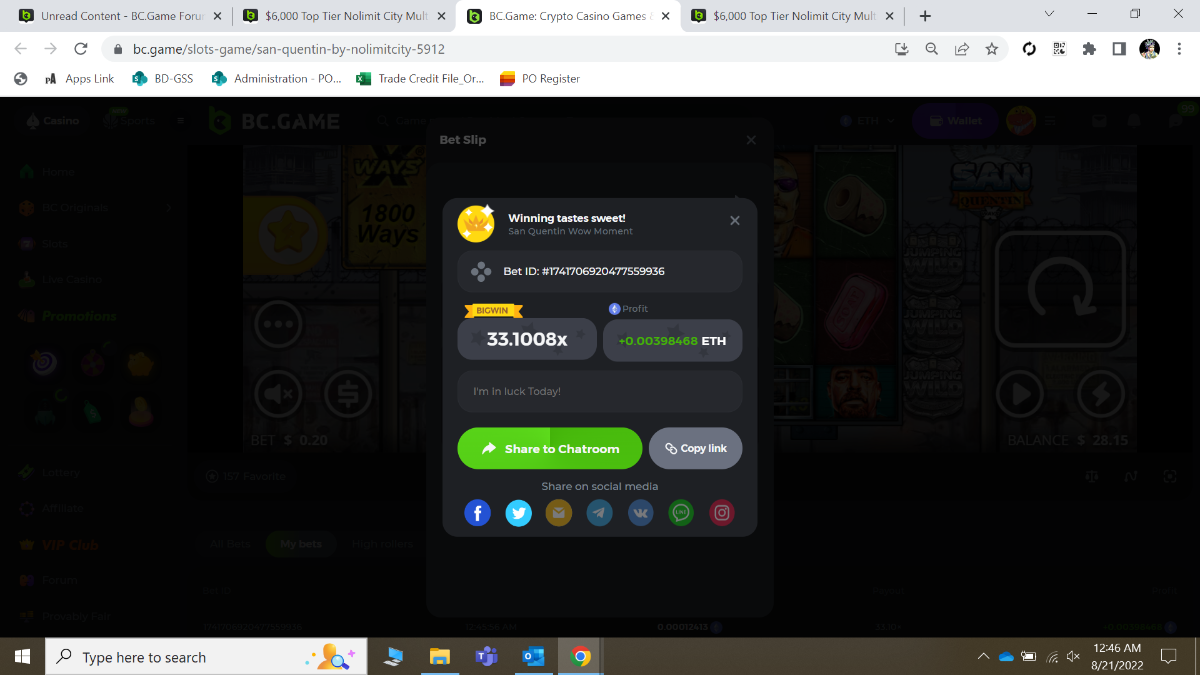 Unread Content - BC.Game Foru
$6,000 Top Tier Nolimit City Mult
BC.Game: Crypto Casino Games &
$6,000 Top Tier Nolimit City Mult
bc.game/slots-game/san-quentin-by-nolimitcity-5912
Apps Link
BD-GSS
Administration - PO...
Trade Credit File_Or...
PO Register
Casino
Sports
BC.GAME
ETH
Wallet
Bet Slip
Home
BC Originals
Slots
Live Casino
Promotions
Lottery
Affiliate
VIP Club
Forum
Provably Fair
WAYS
1800
Ways
SAN
QUENTIN
JUMPING
WILDS
Winning tastes sweet!
San Quentin Wow Moment
Bet ID: #1741706920477559936
BIGWIN
Profit
33.1008x
+0.00398468 ETH
I'm In luck Today!
Share to Chatroom
Copy link
Share on social media
BET $ 0.20
BALANCE $ 28.15
157 Favorite
All Bets
My bets
High rollers
0.00012413
Type here to search
12:46 AM
8/21/2022